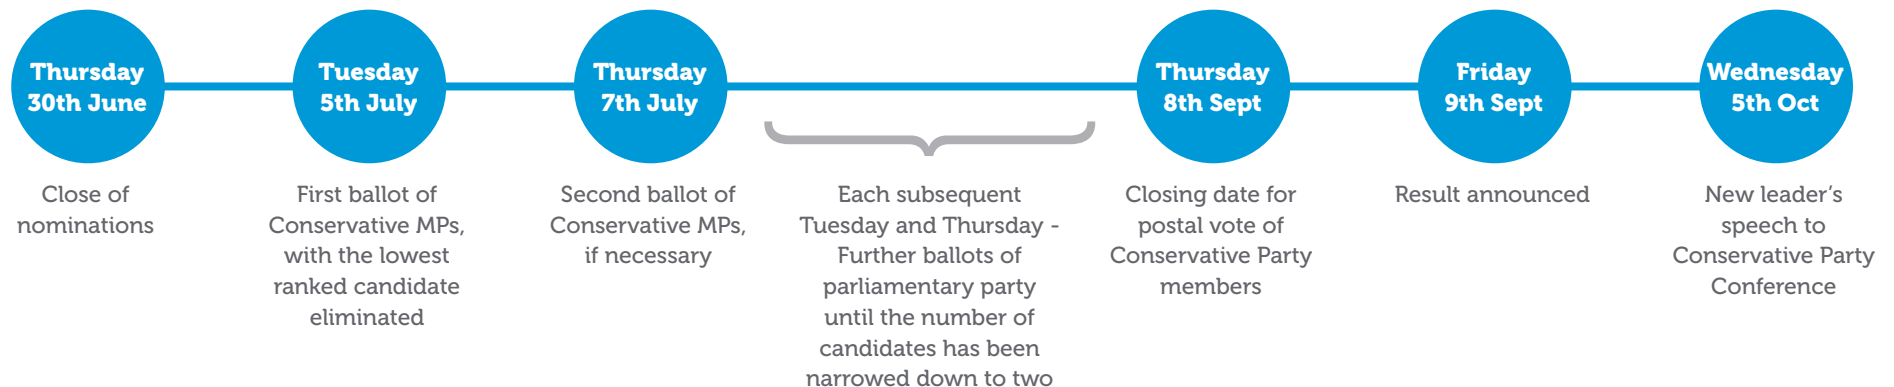 Thursday
30th June
Close of
nominations
Tuesday
5th July
First ballot of
Conservative MPs,
with the lowest
ranked candidate
eliminated
Thursday
7th July
Second ballot of
Conservative MPs,
if necessary
Each subsequent
Tuesday and Thursday -
Further ballots of
parliamentary party
until the number of
candidates has been
narrowed down to two
Thursday
8th Sept
Closing date for
postal vote of
Conservative Party
members
Friday
9th Sept
Result announced
Wednesday
5th Oct
New leader’s
speech to
Conservative Party
Conference